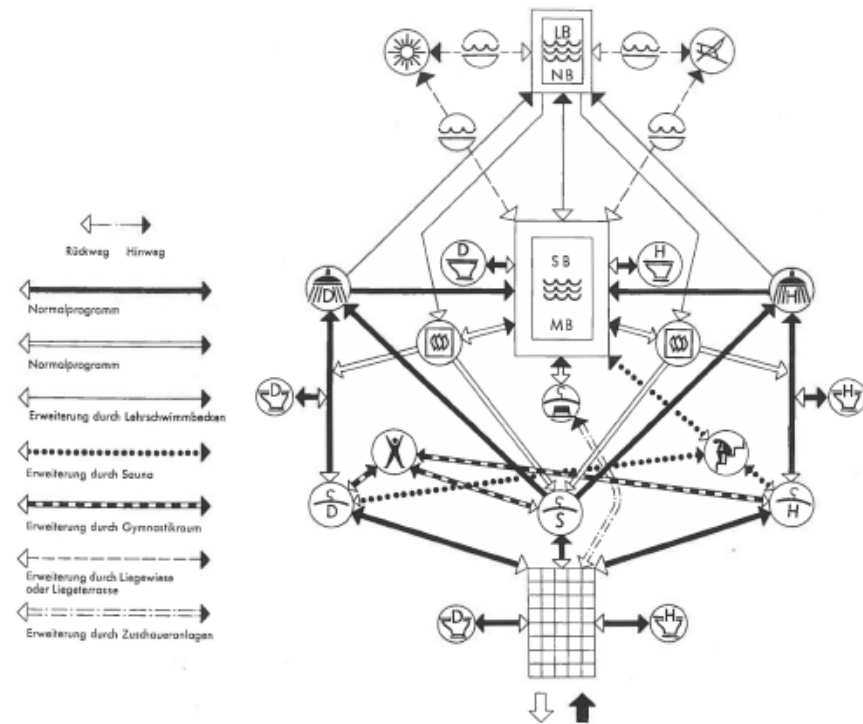 LB
NB
Rückweg Hinweg
D
SB
H
D
H
Normalprogramm
MB
Normalprogramm
D
H
Erweiterung durch Lehrschwimmbecken
Erweiterung durch Sauna
D
S
H
Erweiterung durch Gymnastikraum
Erweiterung durch Liegewiese
oder Liegeterrasse
D
H
Erweiterung durch Zuschaueranlagen